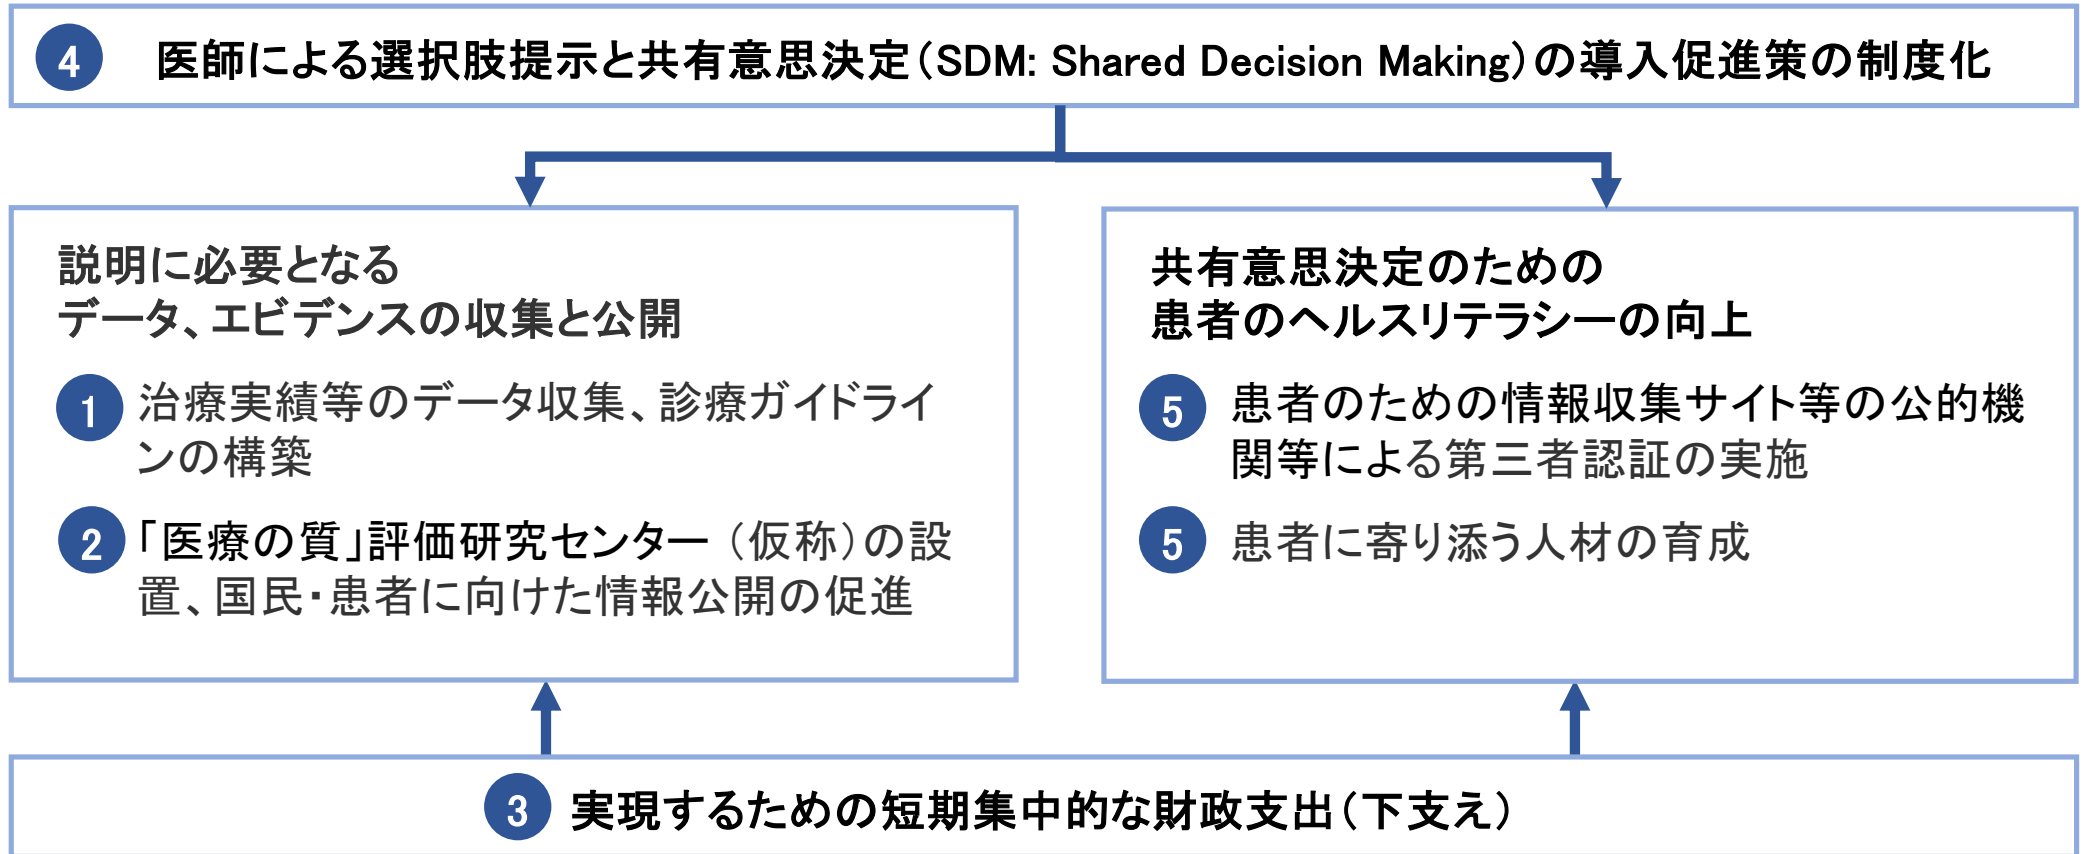 4 医師による選択肢提示と共有意思決定(SDM: Shared Decision Making)の導入促進策の制度化
説明に必要となる
データ、エビデンスの収集と公開
1 治療実績等のデータ収集、診療ガイドライ
ンの構築
2 「医療の質」評価研究センター(仮称)の設
置、国民・患者に向けた情報公開の促進
共有意思決定のための
患者のヘルスリテラシーの向上
5 患者のための情報収集サイト等の公的機
関等による第三者認証の実施
5 患者に寄り添う人材の育成
3 実現するための短期集中的な財政支出(下支え)